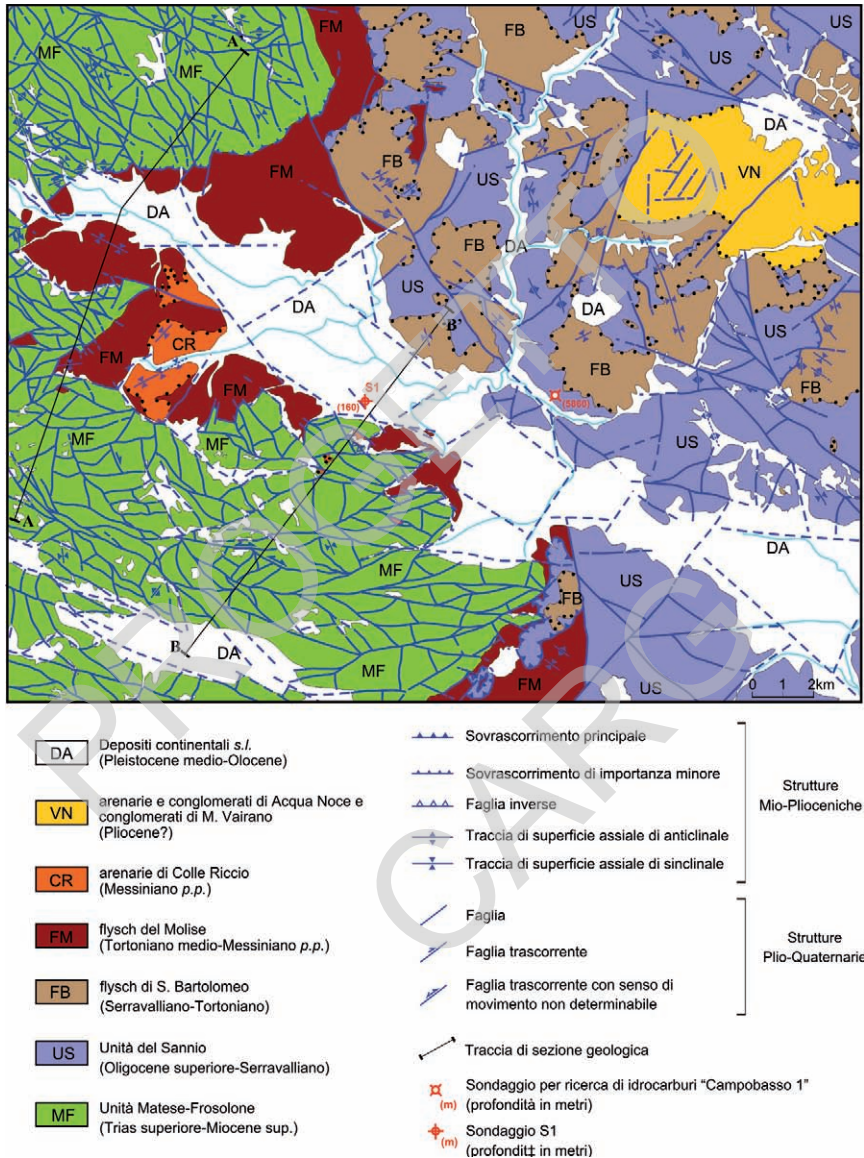 MF
A'
MF
FM
FB
US
US
DA
FM
FB
US
VN
DA
FB
DA
US
CR
FM
B'
DA
FB
US
FM
S1
(160)
(5860)
FB
MF
MF
US
A
DA
MF
FB
US
B
DA
MF
FM
US
0 1 2km
DA
Depositi continentali s.l.
(Pleistocene medio-Olocene)
VN
arenarie e conglomerati di Acqua Noce e
conglomerati di M. Vairano
(Pliocene?)
CR
arenarie di Colle Riccio
(Messiniano p.p.)
FM
flysch del Molise
(Tortoniano medio-Messiniano p.p.)
FB
flysch di S. Bartolomeo
(Serravalliano-Tortoniano)
US
Unità del Sannio
(Oligocene superiore-Serravalliano)
MF
Unità Matese-Frosolone
(Trias superiore-Miocene sup.)
Sovrascorrimento principale
Sovrascorrimento di importanza minore
Faglia inverse
Traccia di superficie assiale di anticlinale
Traccia di superficie assiale di sinclinale
Strutture
Mio-Plioceniche
Faglia
Faglia trascorrente
Faglia trascorrente con senso di
movimento non determinabile
Strutture
Plio-Quaternarie
Traccia di sezione geologica
Sondaggio per ricerca di idrocarburi "Campobasso 1"
(m) (profondità in metri)
Sondaggio S1
(m) (profondit‡ in metri)
PROGETTO
CARG